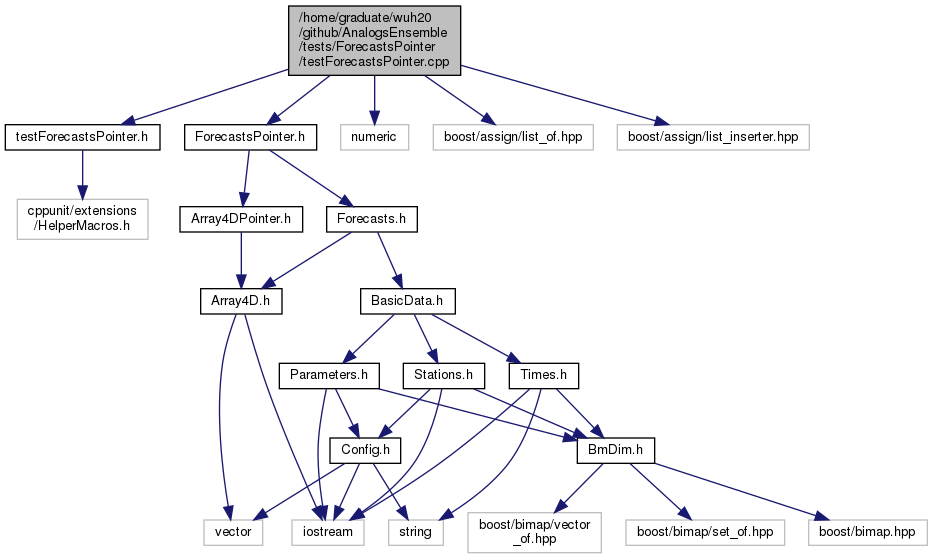 /home/graduate/wuh20
/github/AnalogsEnsemble
/tests/ForecastsPointer
/testForecastsPointer.cpp
testForecastsPointer.h
ForecastsPointer.h
numeric
boost/assign/list_of.hpp
boost/assign/list_inserter.hpp
cppunit/extensions
/HelperMacros.h
Array4DPointer.h
Forecasts.h
Array4D.h
BasicData.h
Parameters.h
Stations.h
Times.h
Config.h
BmDim.h
vector
iostream
string
boost/bimap/vector
_of.hpp
boost/bimap/set_of.hpp
boost/bimap.hpp